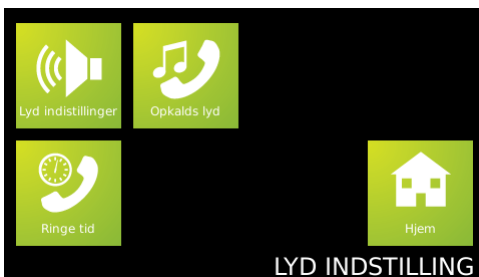 Lyd indistillinger
Opkalds lyd
Ringe tid
Hjem
LYD INDSTILLING